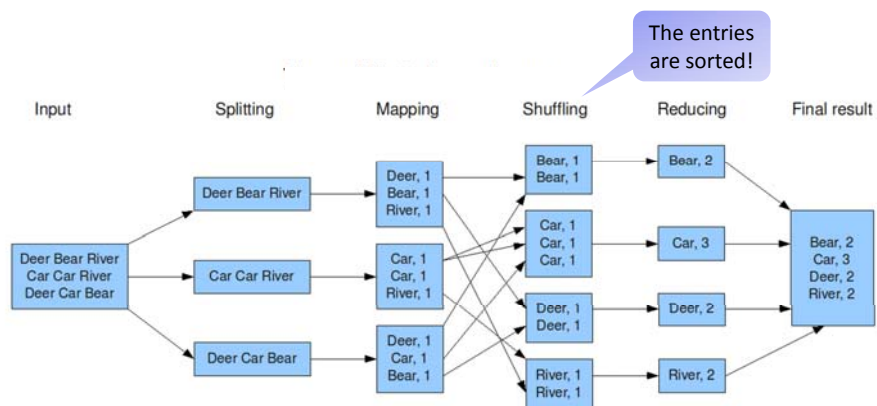 The entries
are sorted!
Input
Splitting
Mapping
Shuffling
Reducing
Final result
Deer Bear River
Car Car River
Deer Car Bear
Deer Bear River
Car Car River
Deer Car Bear
Deer, 1
Bear, 1
River, 1
Car, 1
Car, 1
River, 1
Deer, 1
Car, 1
Bear, 1
Bear, 1
Bear, 1
Car, 1
Car, 1
Car, 1
Deer, 1
Deer, 1
River, 1
River, 1
Bear, 2
Car, 3
Deer, 2
River, 2
Bear, 2
Car, 3
Deer, 2
River, 2